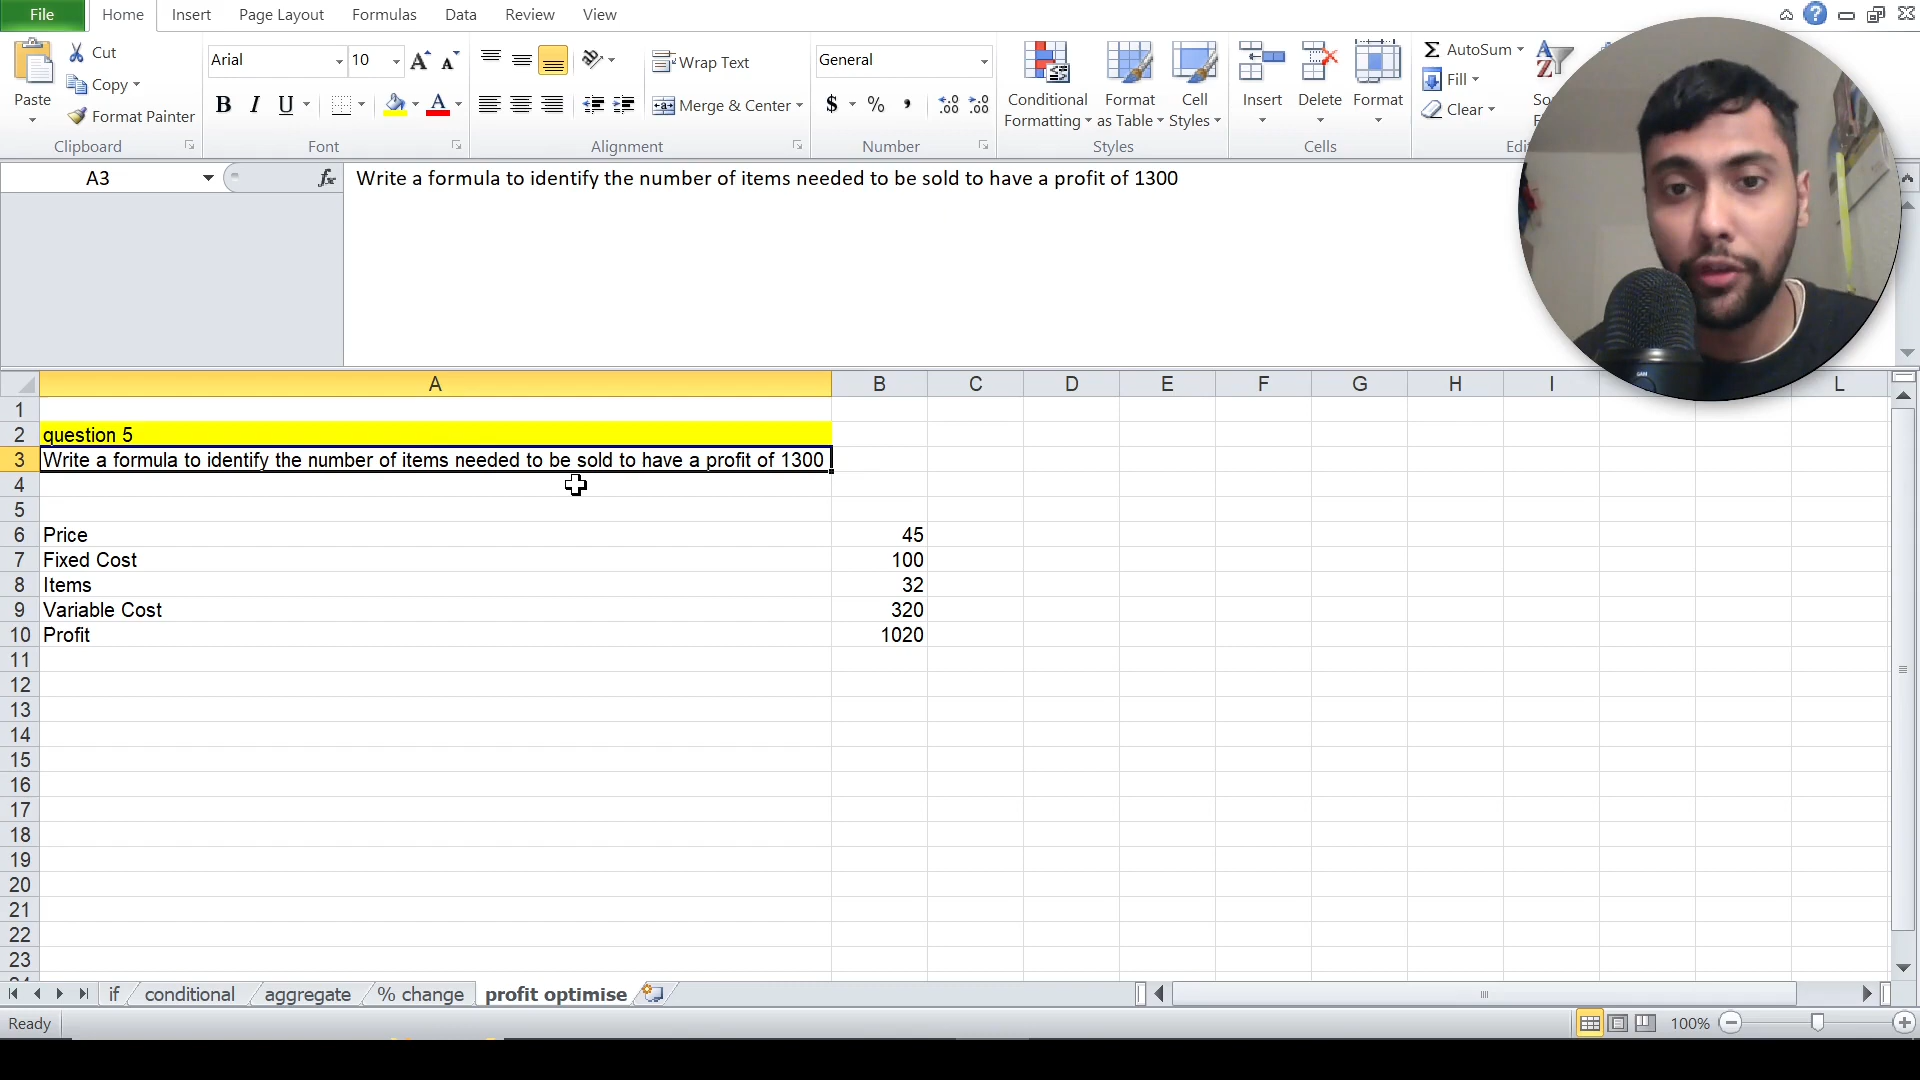 File Home Insert Page Layout Formulas Data Review View
Paste
Cut
Copy
Format Painter
Clipboard
Arial 10
B I U
Font
Wrap Text
Merge & Center
Alignment
General
$ % ,
Number
Conditional Formatting
Format as Table
Cell Styles
Styles
Insert Delete Format
Cells
AutoSum
Fill
Clear
A3 fx Write a formula to identify the number of items needed to be sold to have a profit of 1300
A B C D E F G H I L
1
2 question 5
3 Write a formula to identify the number of items needed to be sold to have a profit of 1300
4
5
6 Price 45
7 Fixed Cost 100
8 Items 32
9 Variable Cost 320
10 Profit 1020
11
12
13
14
15
16
17
18
19
20
21
22
23
if conditional aggregate % change profit optimise
Ready 100%